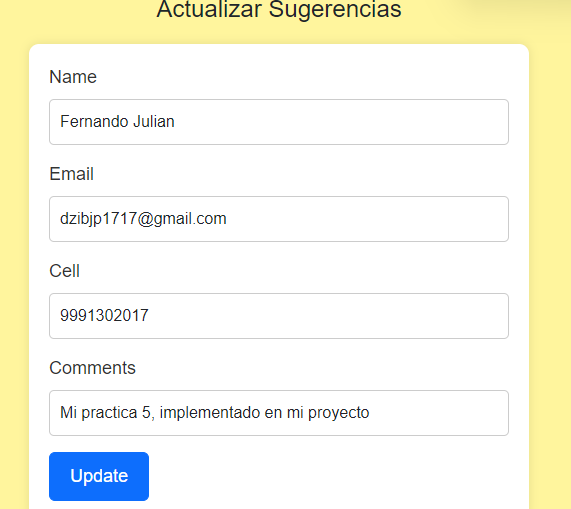 Actualizar Sugerencias
Name
Fernando Julian
Email
dzibjp1717@gmail.com
Cell
9991302017
Comments
Mi practica 5, implementado en mi proyecto
Update